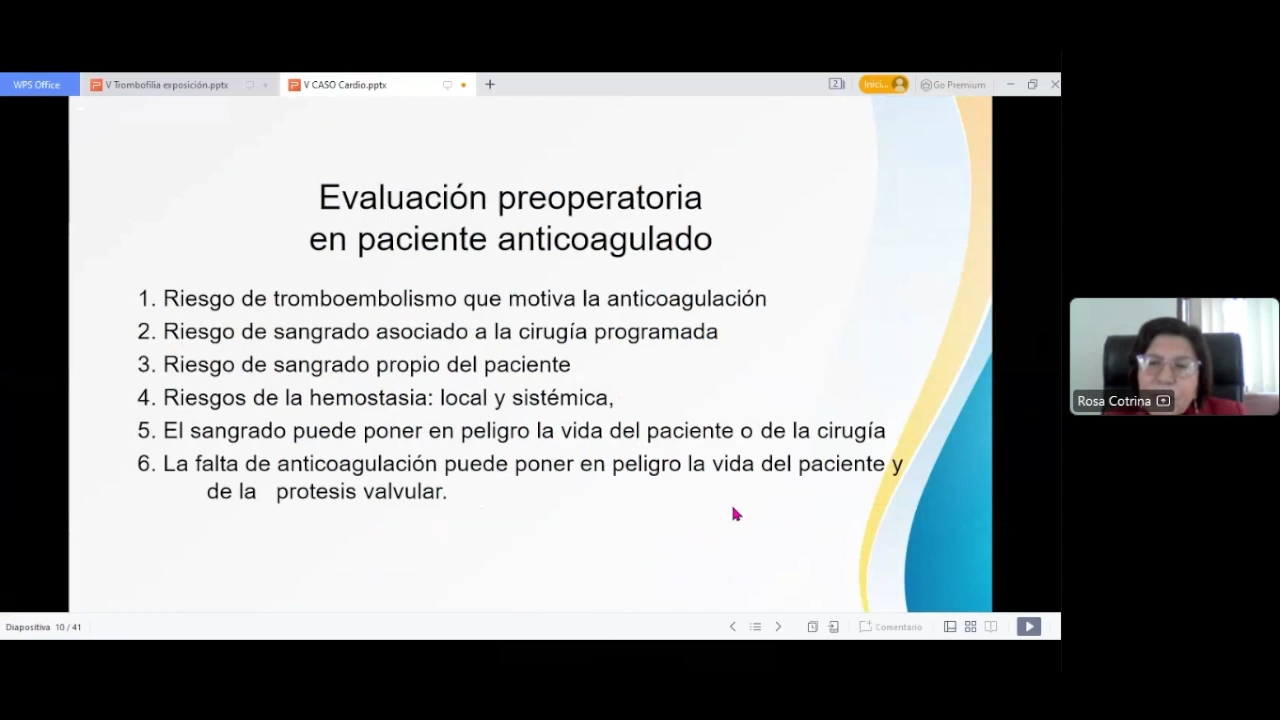 WPS Office
V Trombofilia exposición.pptx
V CASO Cardio.pptx
+
2
Inici...
Go Premium
Evaluación preoperatoria
en paciente anticoagulado
1. Riesgo de tromboembolismo que motiva la anticoagulación
2. Riesgo de sangrado asociado a la cirugía programada
3. Riesgo de sangrado propio del paciente
4. Riesgos de la hemostasia: local y sistémica,
5. El sangrado puede poner en peligro la vida del paciente o de la cirugía
6. La falta de anticoagulación puede poner en peligro la vida del paciente y
de la protesis valvular.
Rosa Cotrina
Diapositiva 10 / 41
Comentario